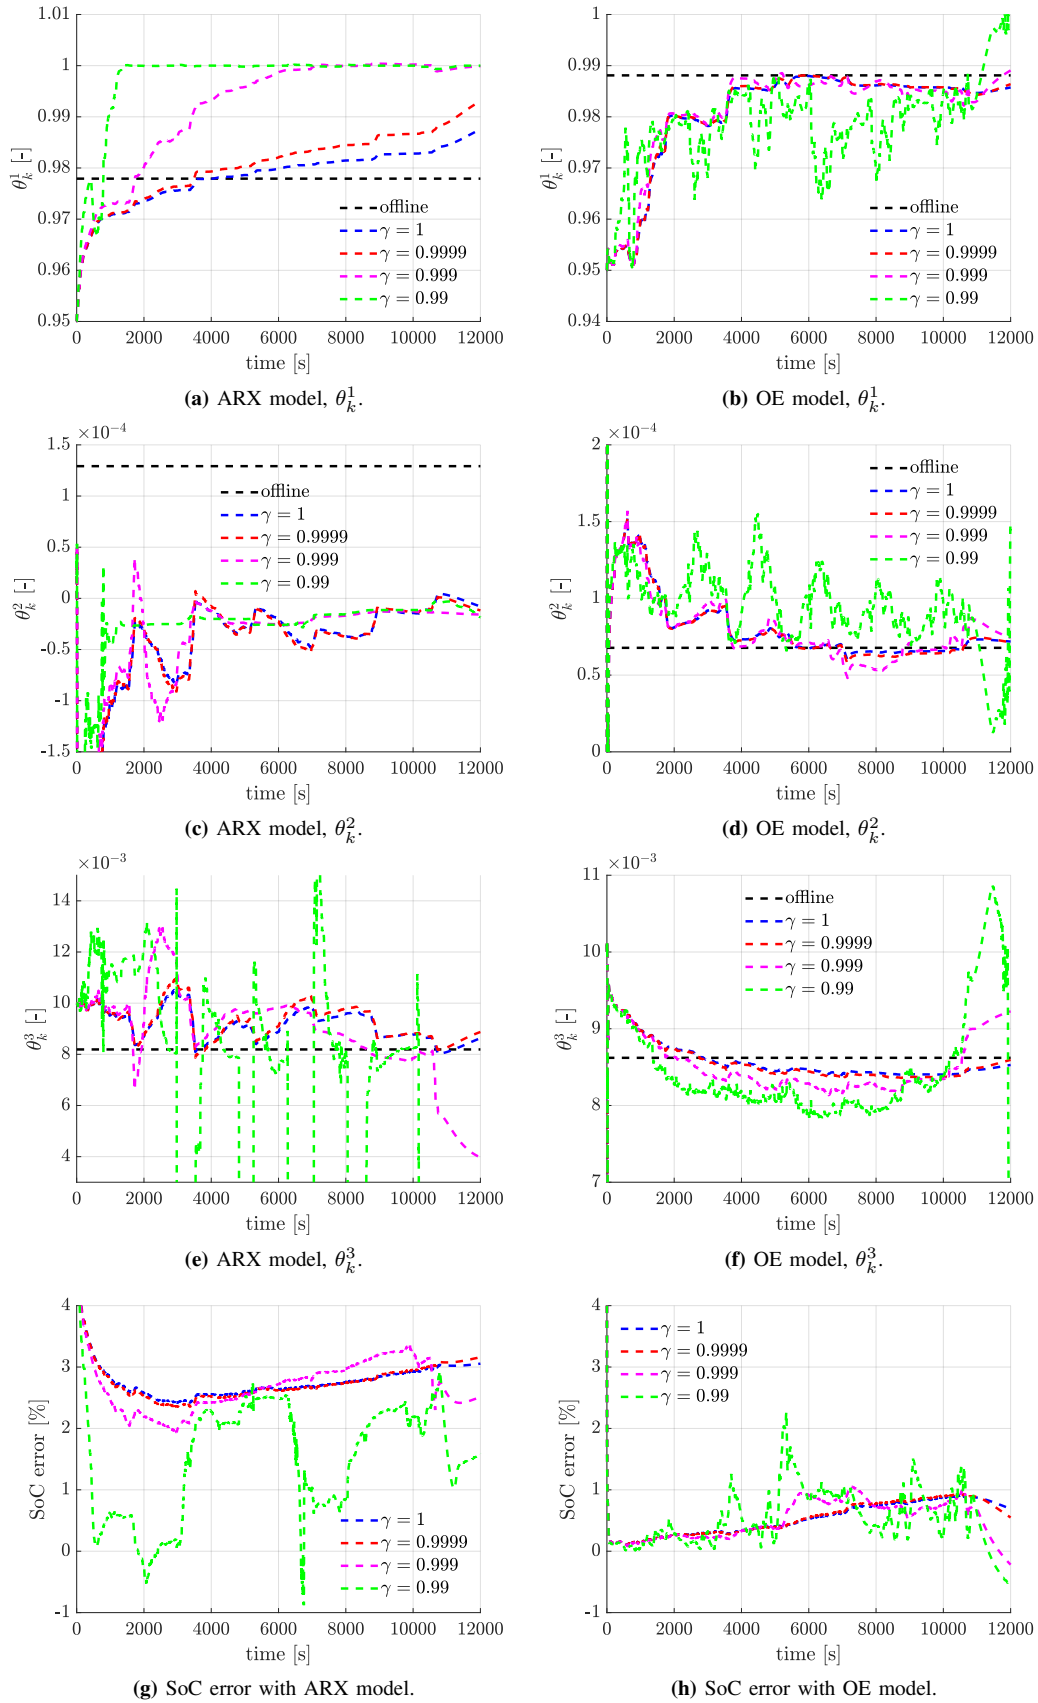 1.01
1
0.99
0.98
0.97
0.96
0.95
θ_k^1 [-]
0 2000 4000 6000 8000 10000 12000
time [s]
offline
γ = 1
γ = 0.9999
γ = 0.999
γ = 0.99
(a) ARX model, θ_k^1.
1
0.99
0.98
0.97
0.96
0.95
0.94
θ_k^1 [-]
0 2000 4000 6000 8000 10000 12000
time [s]
offline
γ = 1
γ = 0.9999
γ = 0.999
γ = 0.99
(b) OE model, θ_k^1.
×10^-4
1.5
1
0.5
0
-0.5
-1
-1.5
θ_k^2 [-]
0 2000 4000 6000 8000 10000 12000
time [s]
offline
γ = 1
γ = 0.9999
γ = 0.999
γ = 0.99
(c) ARX model, θ_k^2.
×10^-4
2
1.5
1
0.5
0
θ_k^2 [-]
0 2000 4000 6000 8000 10000 12000
time [s]
offline
γ = 1
γ = 0.9999
γ = 0.999
γ = 0.99
(d) OE model, θ_k^2.
×10^-3
14
12
10
8
6
4
θ_k^3 [-]
0 2000 4000 6000 8000 10000 12000
time [s]
(e) ARX model, θ_k^3.
×10^-3
11
10
9
8
7
θ_k^3 [-]
0 2000 4000 6000 8000 10000 12000
time [s]
offline
γ = 1
γ = 0.9999
γ = 0.999
γ = 0.99
(f) OE model, θ_k^3.
4
3
2
1
0
-1
SoC error [%]
0 2000 4000 6000 8000 10000 12000
time [s]
γ = 1
γ = 0.9999
γ = 0.999
γ = 0.99
(g) SoC error with ARX model.
4
3
2
1
0
-1
SoC error [%]
0 2000 4000 6000 8000 10000 12000
time [s]
γ = 1
γ = 0.9999
γ = 0.999
γ = 0.99
(h) SoC error with OE model.